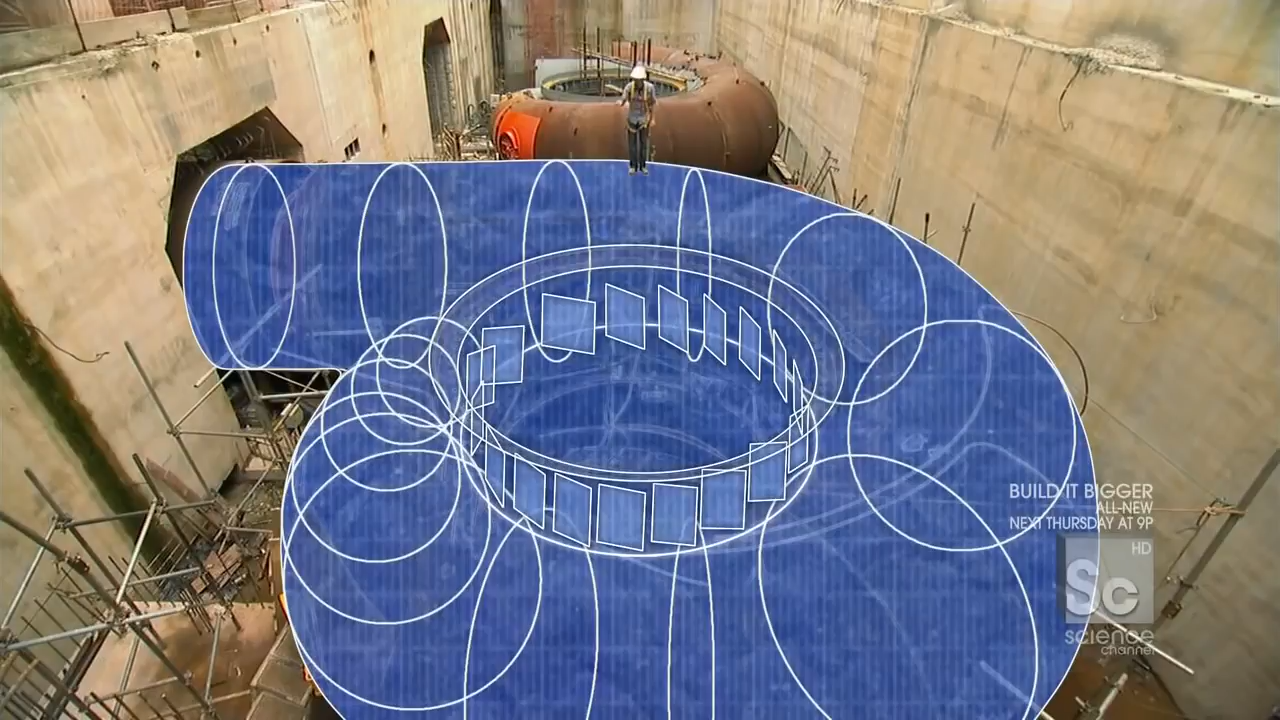 BUILD IT BIGGER
ALL-NEW
NEXT THURSDAY AT 9P
HD
Sc
science
channel